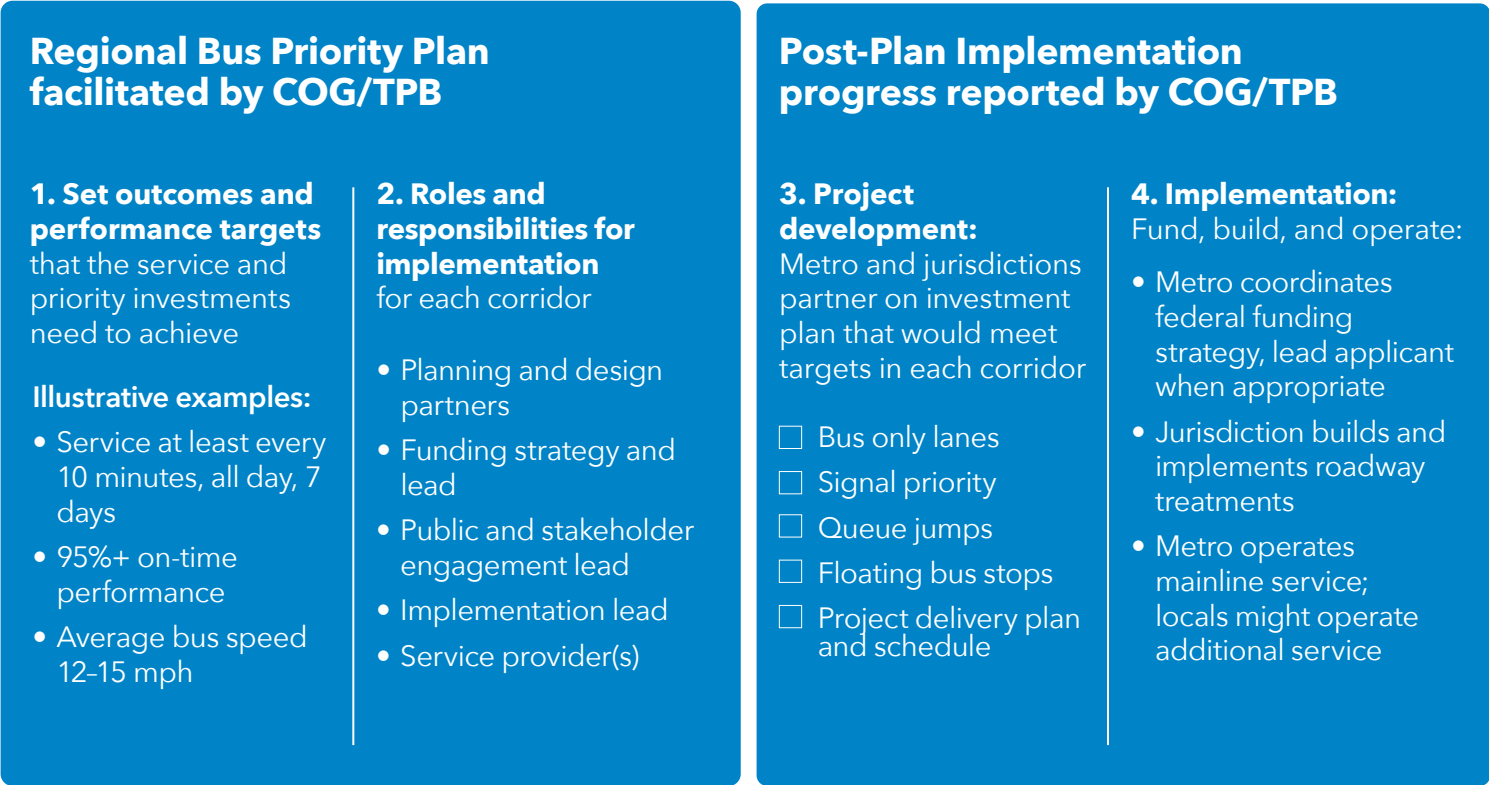 Regional Bus Priority Plan
facilitated by COG/TPB
1. Set outcomes and
performance targets
that the service and
priority investments
need to achieve
Illustrative examples:
• Service at least every
10 minutes, all day, 7
days
• 95%+ on-time
performance
• Average bus speed
12–15 mph
2. Roles and
responsibilities for
implementation
for each corridor
• Planning and design
partners
• Funding strategy and
lead
• Public and stakeholder
engagement lead
• Implementation lead
• Service provider(s)
Post-Plan Implementation
progress reported by COG/TPB
3. Project
development:
Metro and jurisdictions
partner on investment
plan that would meet
targets in each corridor
☐ Bus only lanes
☐ Signal priority
☐ Queue jumps
☐ Floating bus stops
☐ Project delivery plan
and schedule
4. Implementation:
Fund, build, and operate:
• Metro coordinates
federal funding
strategy, lead applicant
when appropriate
• Jurisdiction builds and
implements roadway
treatments
• Metro operates
mainline service;
locals might operate
additional service